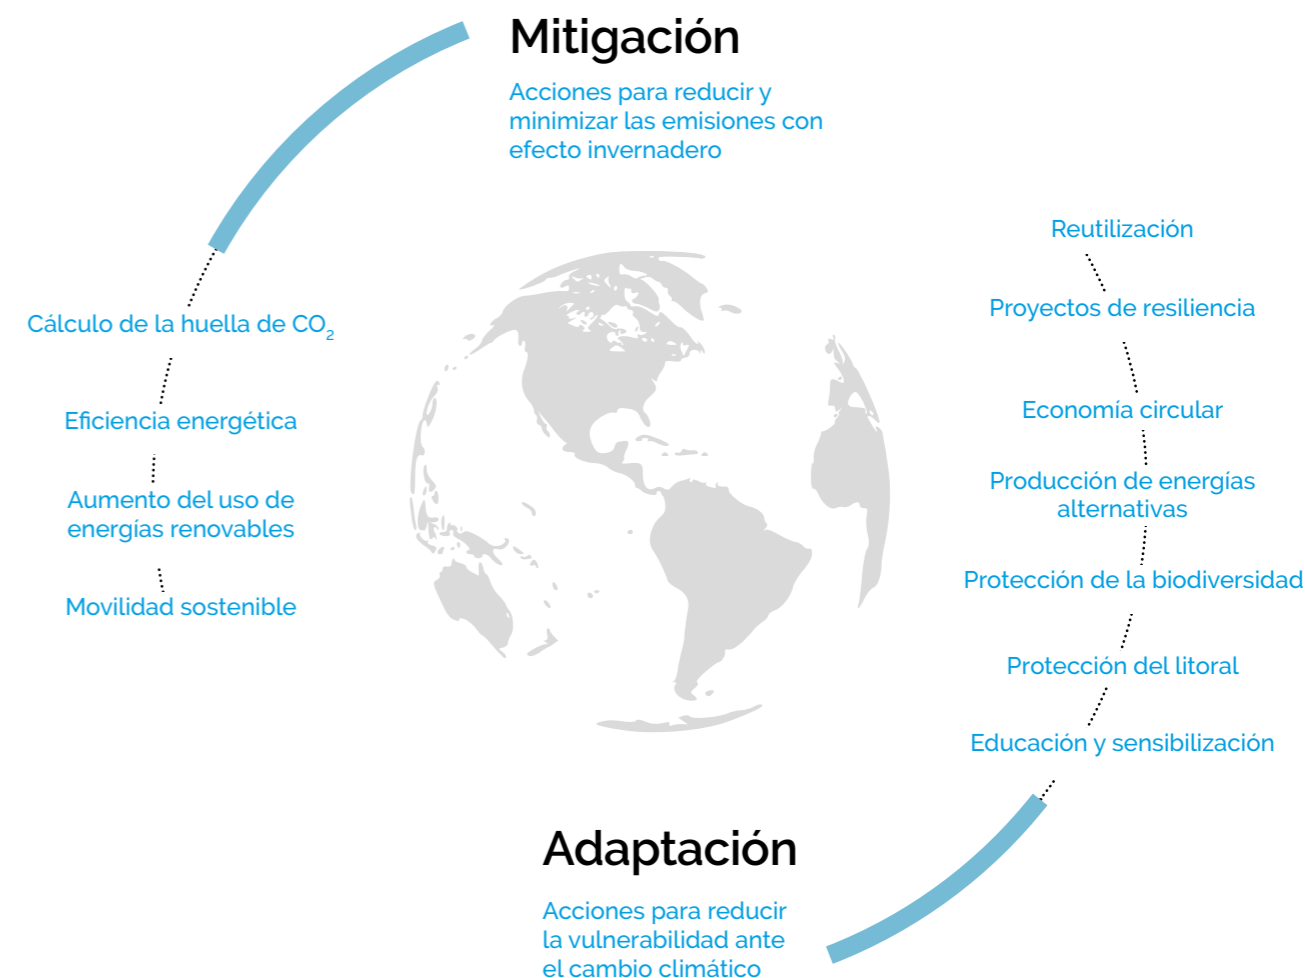 Mitigación
Acciones para reducir y
minimizar las emisiones con
efecto invernadero
Cálculo de la huella de CO₂
Eficiencia energética
Aumento del uso de
energías renovables
Movilidad sostenible
Reutilización
Proyectos de resiliencia
Economía circular
Producción de energías
alternativas
Protección de la biodiversidad
Protección del litoral
Educación y sensibilización
Adaptación
Acciones para reducir
la vulnerabilidad ante
el cambio climático